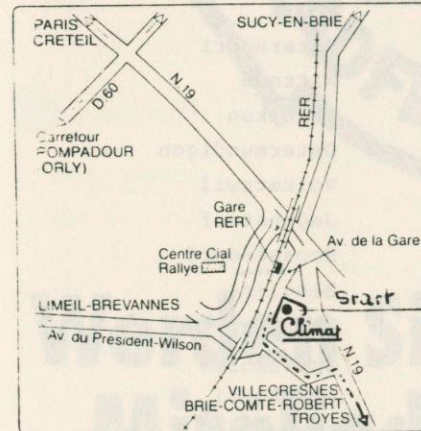 PARIS
CRETEIL
SUCY-EN-BRIE
N.19
D.60
RER
Carrefour
POMPADOUR
(ORLY)
Gare
RER
Av. de la Gare
Centre Cial
Rallye
LIMEIL-BREVANNES
Start
Climat
Av. du President-Wilson
N 19
VILLECRESNES
BRIE-COMTE-ROBERT
TROYES